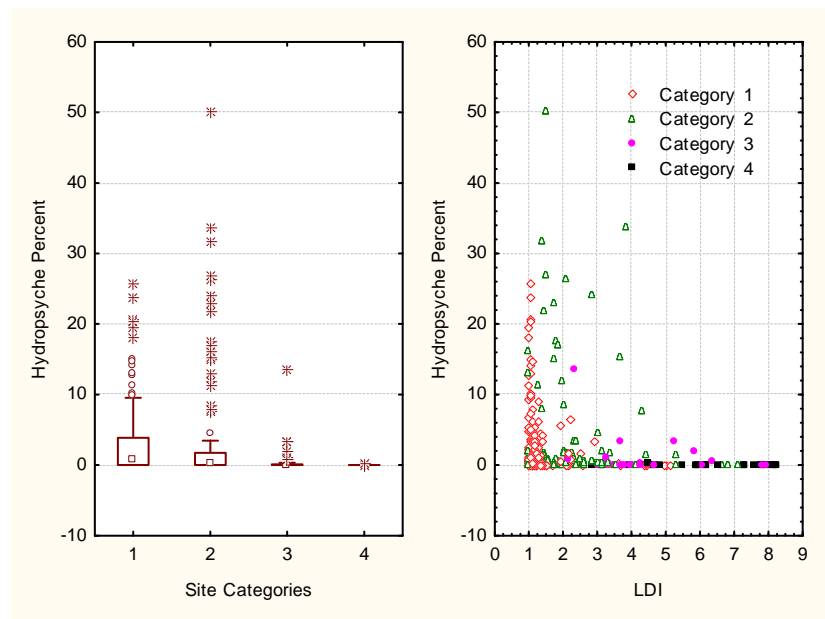 Hydropsyche Percent
60
50
40
30
20
10
0
-10
1 2 3 4
Site Categories
Hydropsyche Percent
60
50
40
30
20
10
0
-10
Category 1
Category 2
Category 3
Category 4
0 1 2 3 4 5 6 7 8 9
LDI